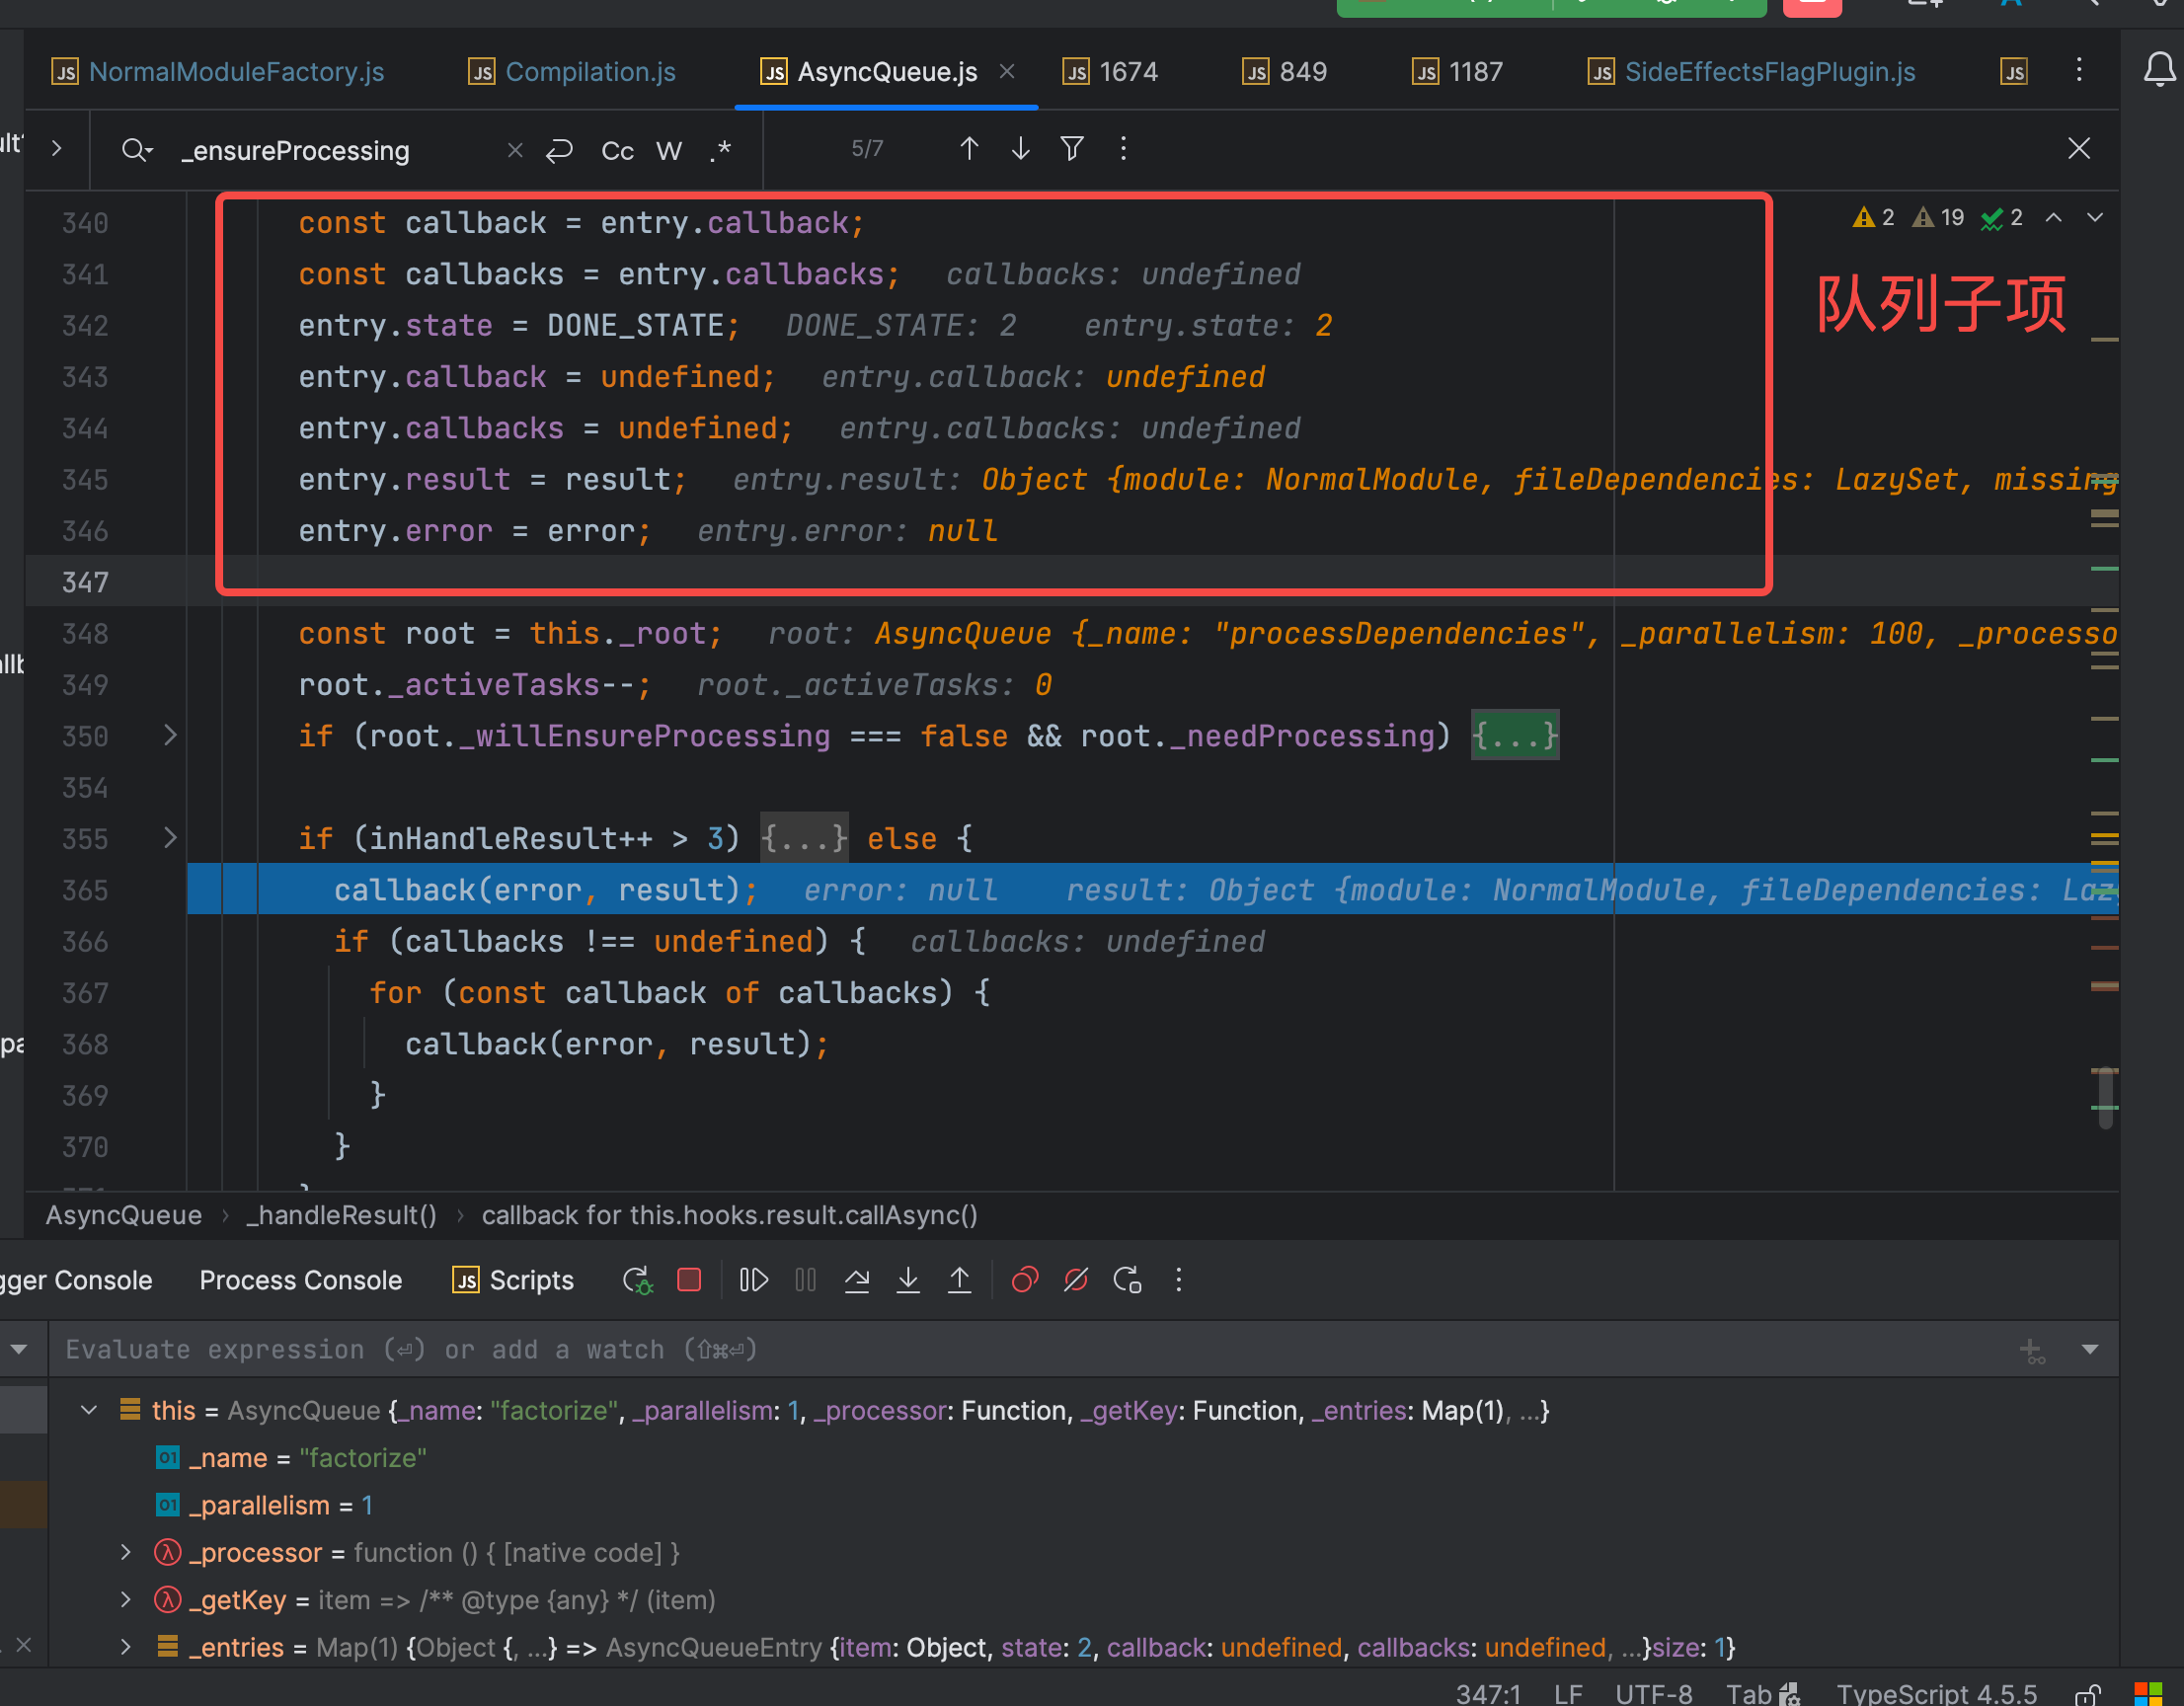 NormalModuleFactory.js Compilation.js AsyncQueue.js 1674 849 1187 SideEffectsFlagPlugin.js
_ensureProcessing Cc W .* 5/7
340 const callback = entry.callback; 2 19 2
341 const callbacks = entry.callbacks; callbacks: undefined
队列子项
342 entry.state = DONE_STATE; DONE_STATE: 2 entry.state: 2
343 entry.callback = undefined; entry.callback: undefined
344 entry.callbacks = undefined; entry.callbacks: undefined
345 entry.result = result; entry.result: Object {module: NormalModule, fileDependencies: LazySet, missing
346 entry.error = error; entry.error: null
347
348 const root = this._root; root: AsyncQueue {_name: "processDependencies", _parallelism: 100, _processo
349 root._activeTasks--; root._activeTasks: 0
350 if (root._willEnsureProcessing === false && root._needProcessing) {...}
354
355 if (inHandleResult++ > 3) {...} else {
365 callback(error, result); error: null result: Object {module: NormalModule, fileDependencies: Laz
366 if (callbacks !== undefined) { callbacks: undefined
367 for (const callback of callbacks) {
368 callback(error, result);
369 }
370 }
AsyncQueue › _handleResult() › callback for this.hooks.result.callAsync()
gger Console Process Console Scripts
Evaluate expression (⏎) or add a watch (⇧⌘⏎)
this = AsyncQueue {_name: "factorize", _parallelism: 1, _processor: Function, _getKey: Function, _entries: Map(1), ...}
_name = "factorize"
_parallelism = 1
_processor = function () { [native code] }
_getKey = item => /** @type {any} */ (item)
_entries = Map(1) {Object {, ...} => AsyncQueueEntry {item: Object, state: 2, callback: undefined, callbacks: undefined, ...}size: 1}
347:1 LF UTF-8 Tab TypeScript 4.5.5